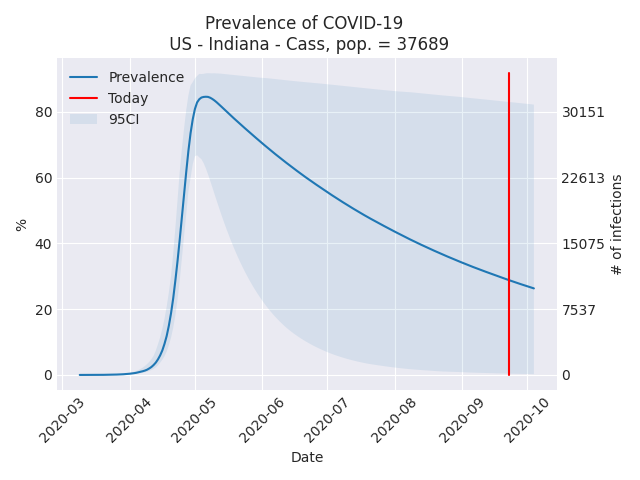 Prevalence of COVID-19
US - Indiana - Cass, pop. = 37689
Prevalence
Today
95CI
%
80
60
40
20
0
30151
22613
15075
7537
0
# of infections
2020-03
2020-04
2020-05
2020-06
2020-07
2020-08
2020-09
2020-10
Date